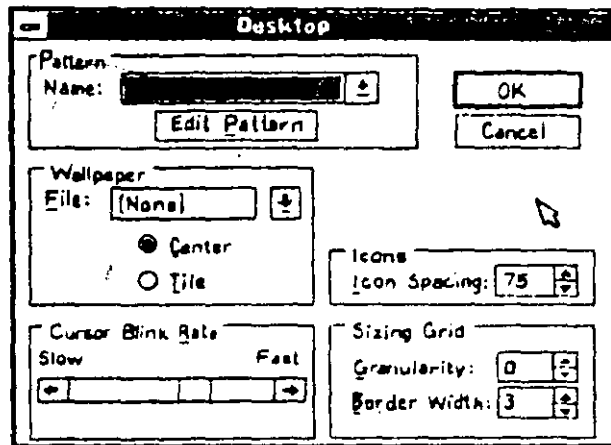 Desktop
Pattern
Name:
Edit Pattern
OK
Cancel
Wallpaper
File: (None)
Center
Tile
Icons
Icon Spacing: 75
Cursor Blink Rate
Slow Fast
Sizing Grid
Granularity: 0
Border Width: 3